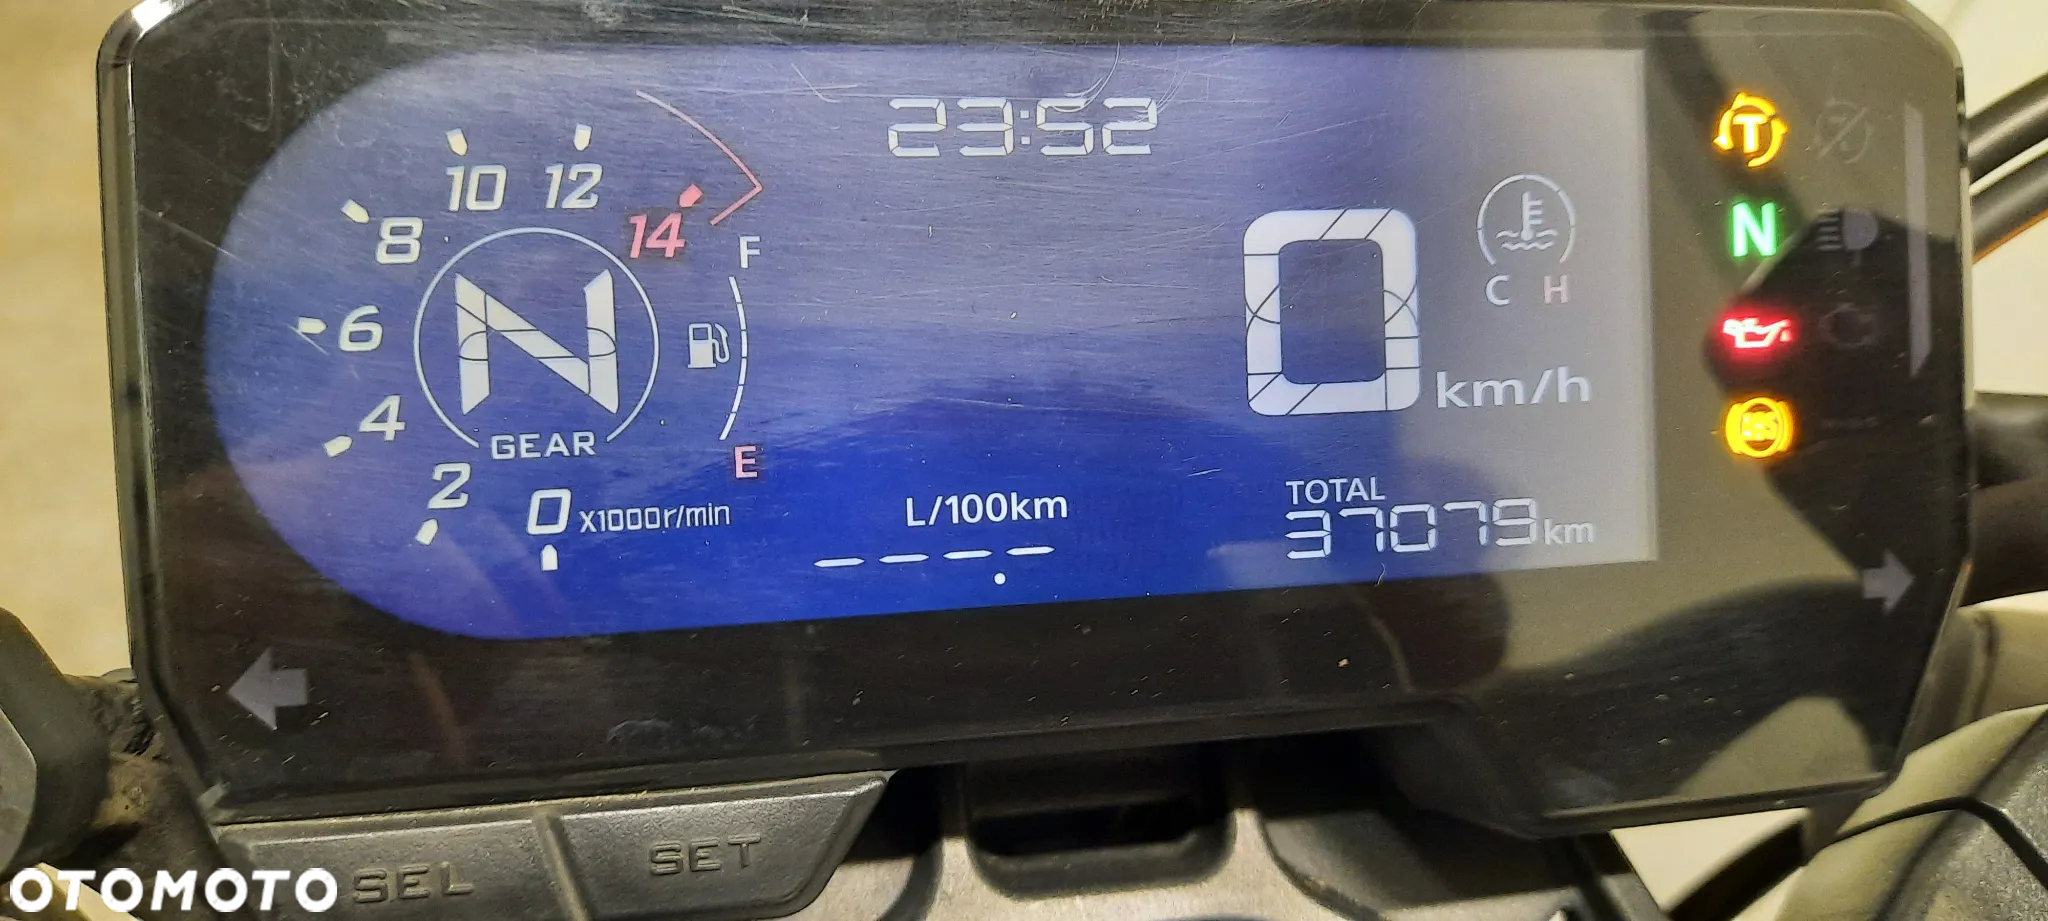 23:52
10 12
8 14
F
T
N
6 N
C H
4 km/h
ABS
GEAR E
2
0 X1000r/min
L/100km
TOTAL
37079km
----
SEL SET
OTOMOTO